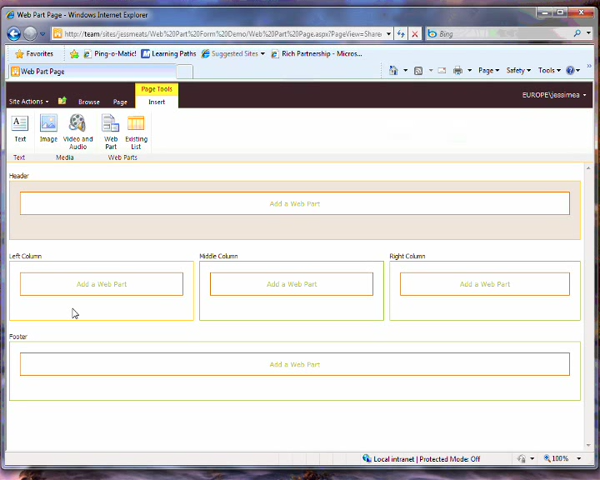 Web Part Page - Windows Internet Explorer
http://team/sites/jessmeats/Web%20Part%20Form%20Demo/Web%20Part%20Page.aspx?PageView=Share
Bing
Favorites Ping-o-Matic! Learning Paths Suggested Sites Rich Partnership - Micros...
Web Part Page Page Safety Tools
Page Tools
Site Actions Browse Page Insert EUROPE\jessimea
Text Image Video and Audio Web Part Existing List
Text Media Web Parts
Header
Add a Web Part
Left Column Middle Column Right Column
Add a Web Part Add a Web Part Add a Web Part
Footer
Add a Web Part
Local intranet | Protected Mode: Off 100%